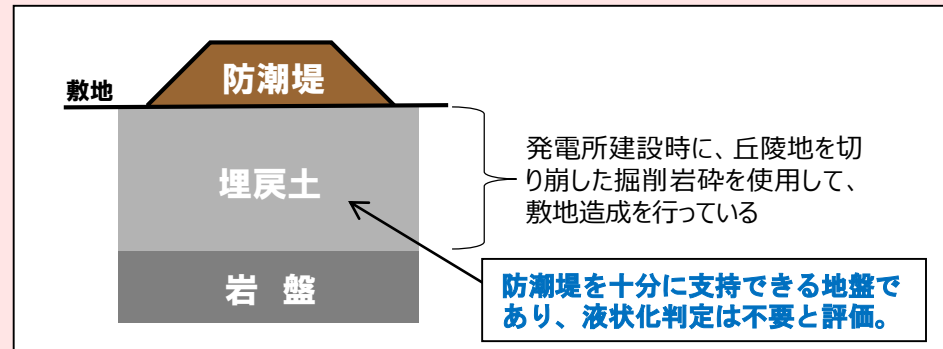 防潮堤
敷地
埋戻土
発電所建設時に、丘陵地を切
り崩した掘削岩砕を使用して、
敷地造成を行っている
岩 盤
防潮堤を十分に支持できる地盤で
あり、液状化判定は不要と評価。